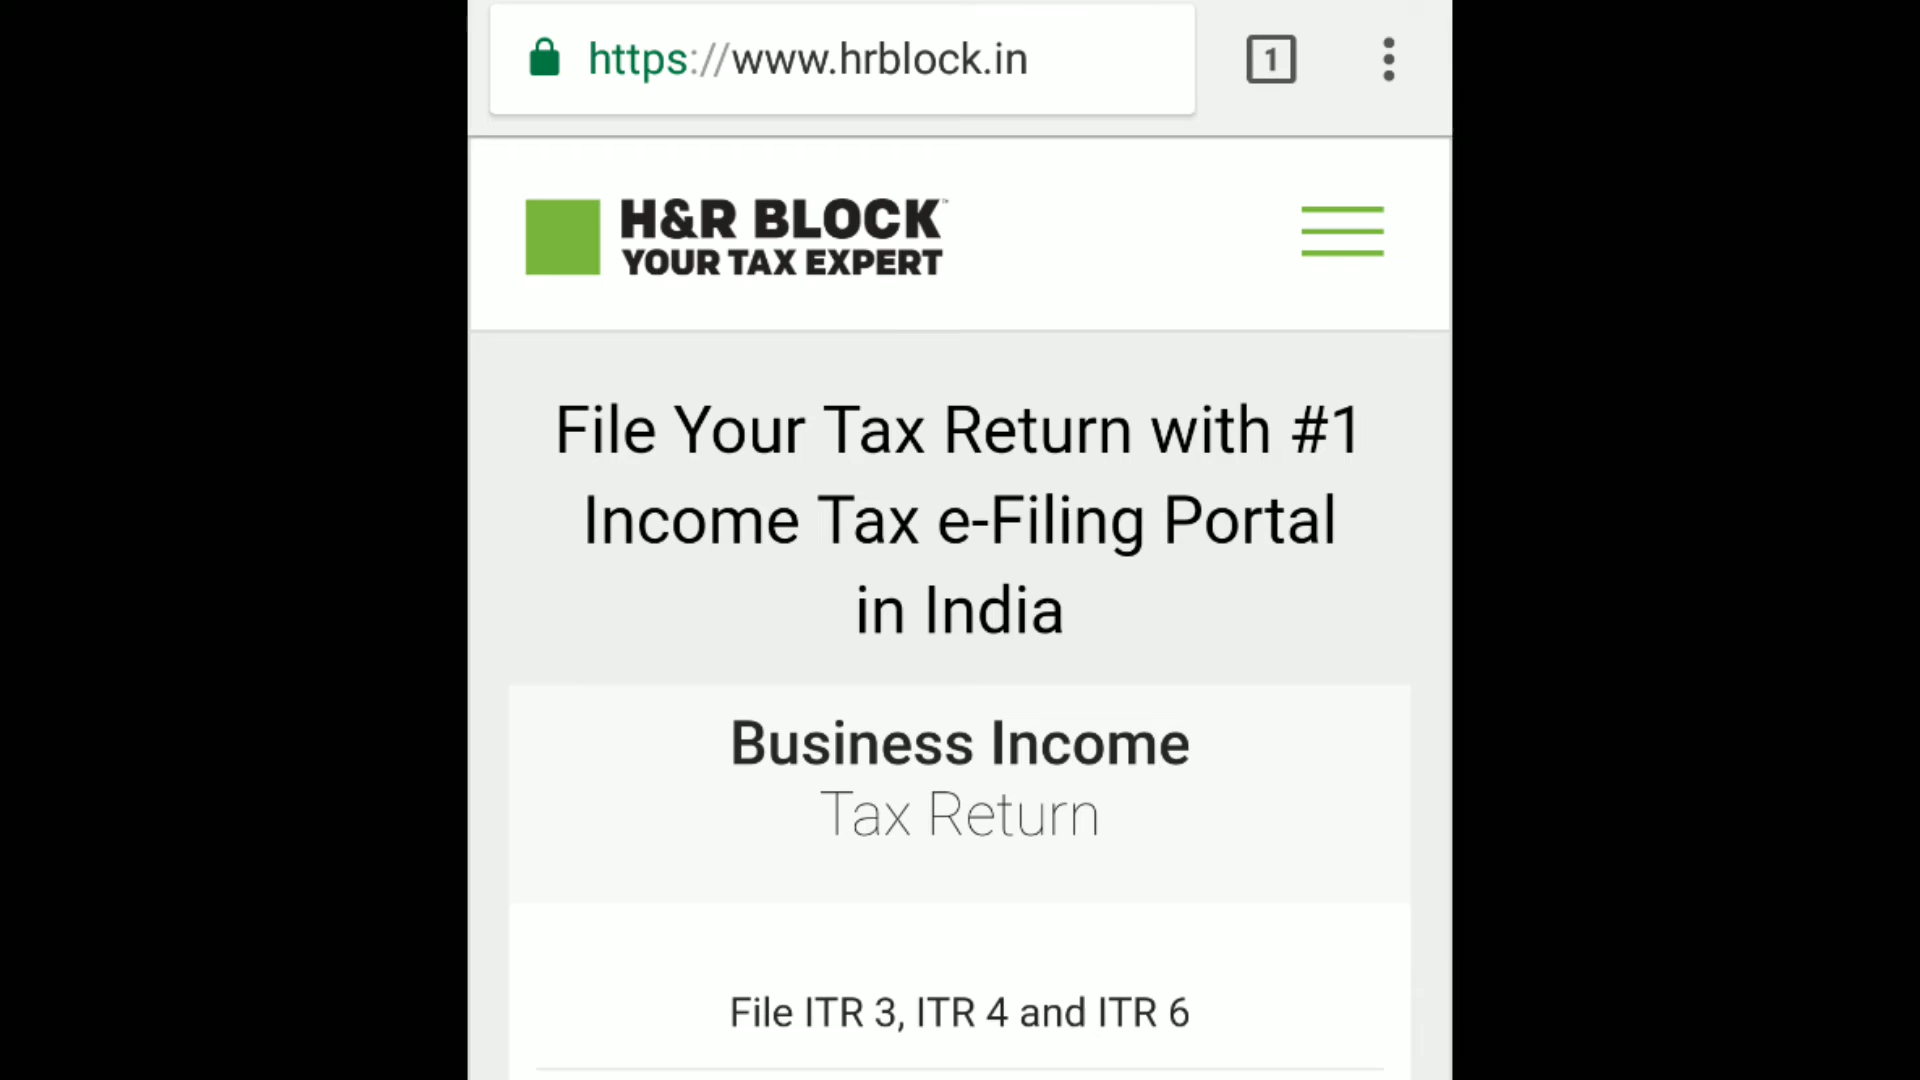 https://www.hrblock.in
1
H&R BLOCK™
YOUR TAX EXPERT
File Your Tax Return with #1
Income Tax e-Filing Portal
in India
Business Income
Tax Return
File ITR 3, ITR 4 and ITR 6